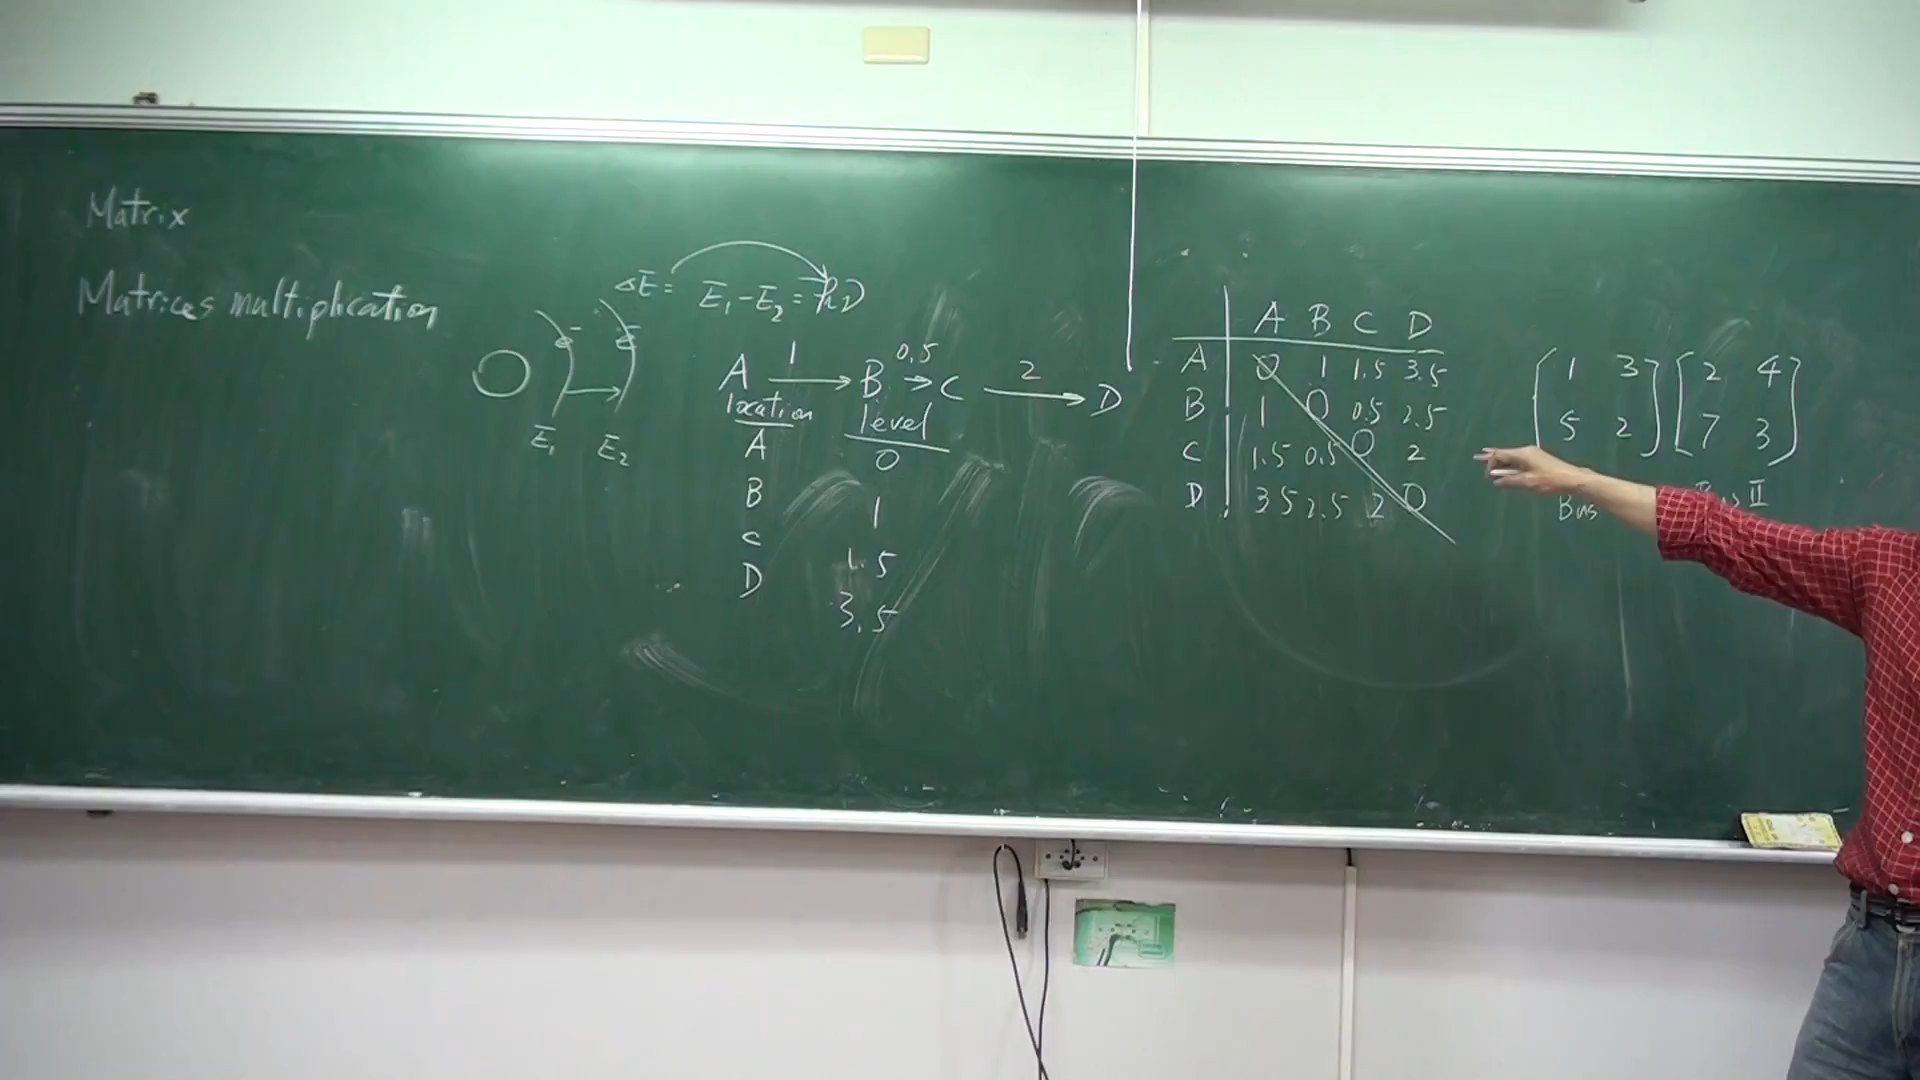 Matrix
Matrices multiplication
ΔE = E₁ - E₂ = hν
E₁ E₂
1 0.5 2
A → B → C → D
location level
A 0
B 1
C 1.5
D 3.5
A B C D
A 0 1 1.5 3.5
B 1 0 0.5 2.5
C 1.5 0.5 0 2
D 3.5 2.5 2 0
[1 3] [2 4]
[5 2] [7 3]
Bus II